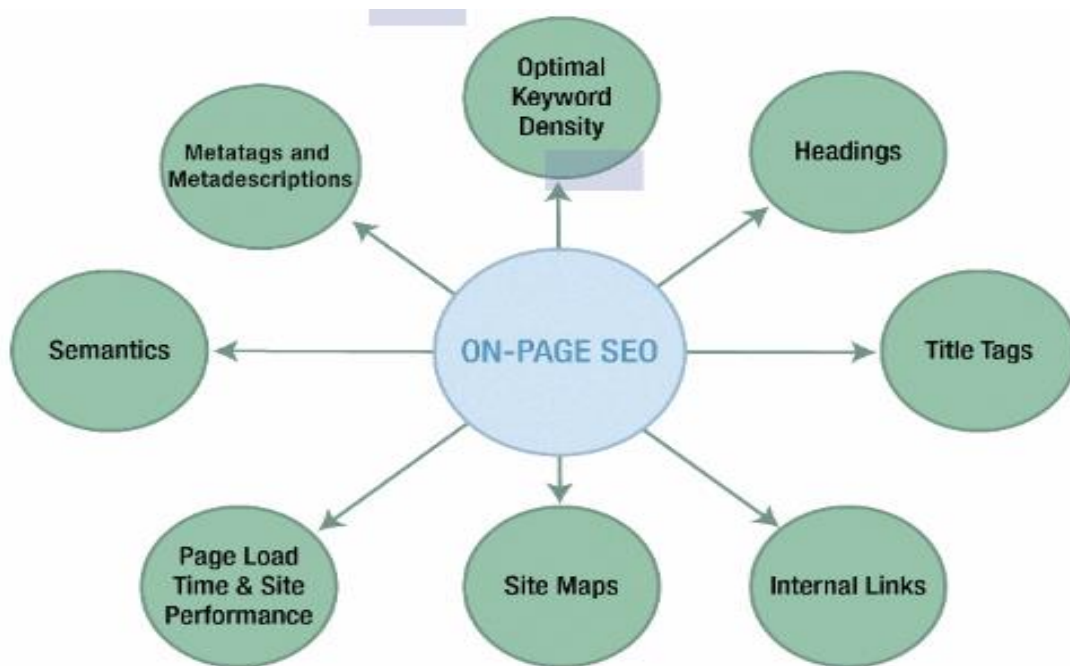 Optimal
Keyword
Density
Metatags and
Metadescriptions
Headings
Semantics
ON-PAGE SEO
Title Tags
Page Load
Time & Site
Performance
Site Maps
Internal Links